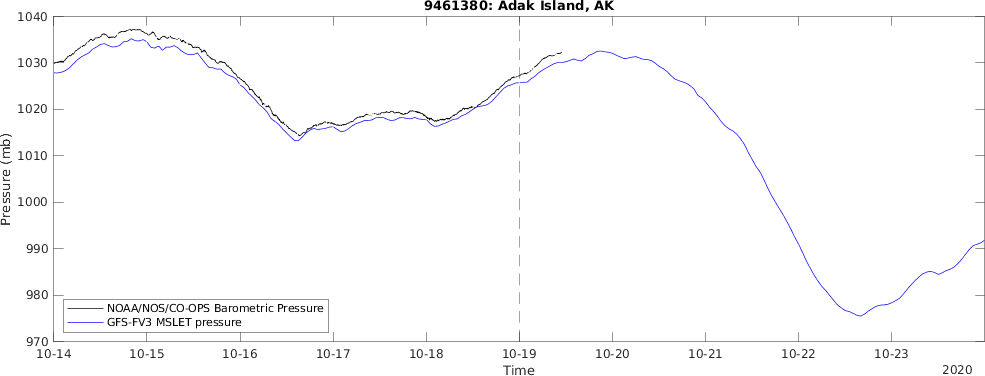 9461380: Adak Island, AK
Pressure (mb)
1040
1030
1020
1010
1000
990
980
970
NOAA/NOS/CO-OPS Barometric Pressure
GFS-FV3 MSLET pressure
10-14 10-15 10-16 10-17 10-18 10-19 10-20 10-21 10-22 10-23
Time
2020